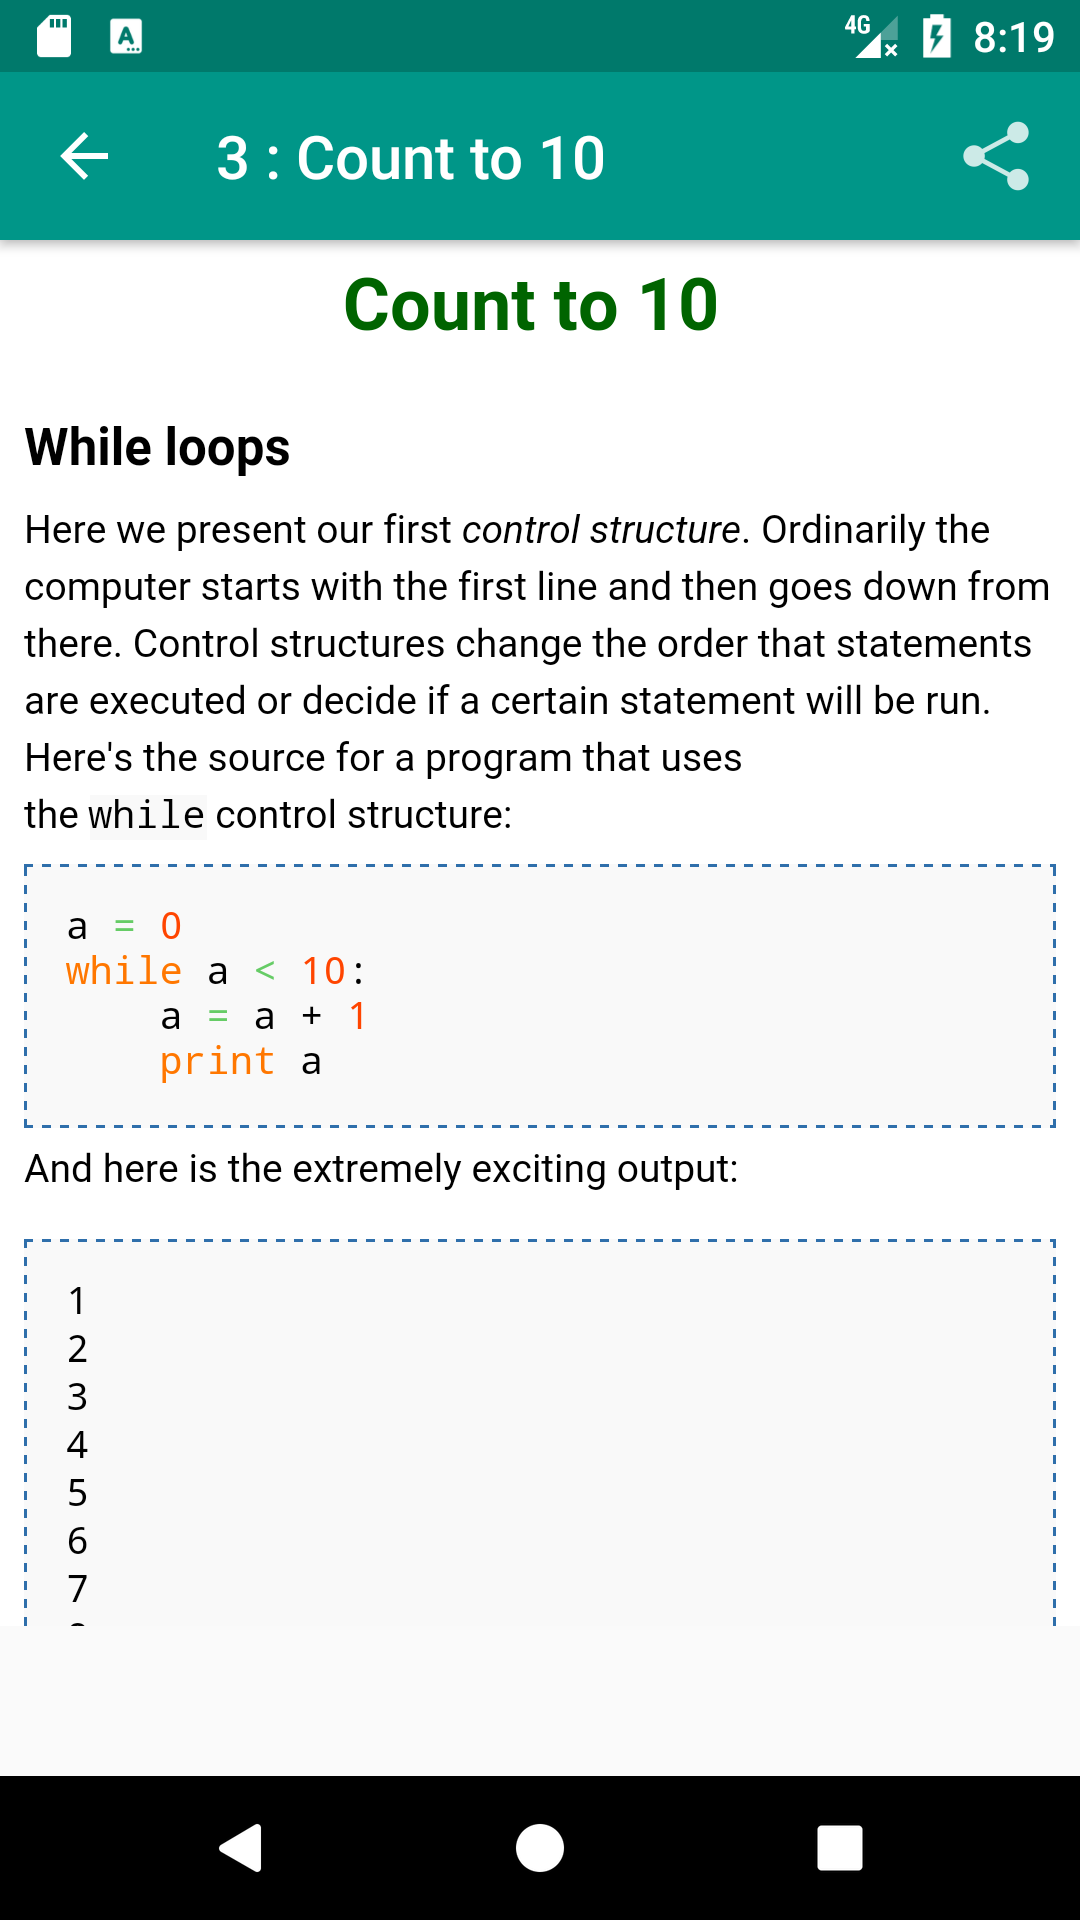 A
4G
8:19
3 : Count to 10
Count to 10
While loops
Here we present our first control structure. Ordinarily the
computer starts with the first line and then goes down from
there. Control structures change the order that statements
are executed or decide if a certain statement will be run.
Here's the source for a program that uses
the while control structure:
a = 0
while a < 10:
    a = a + 1
    print a
And here is the extremely exciting output:
1
2
3
4
5
6
7